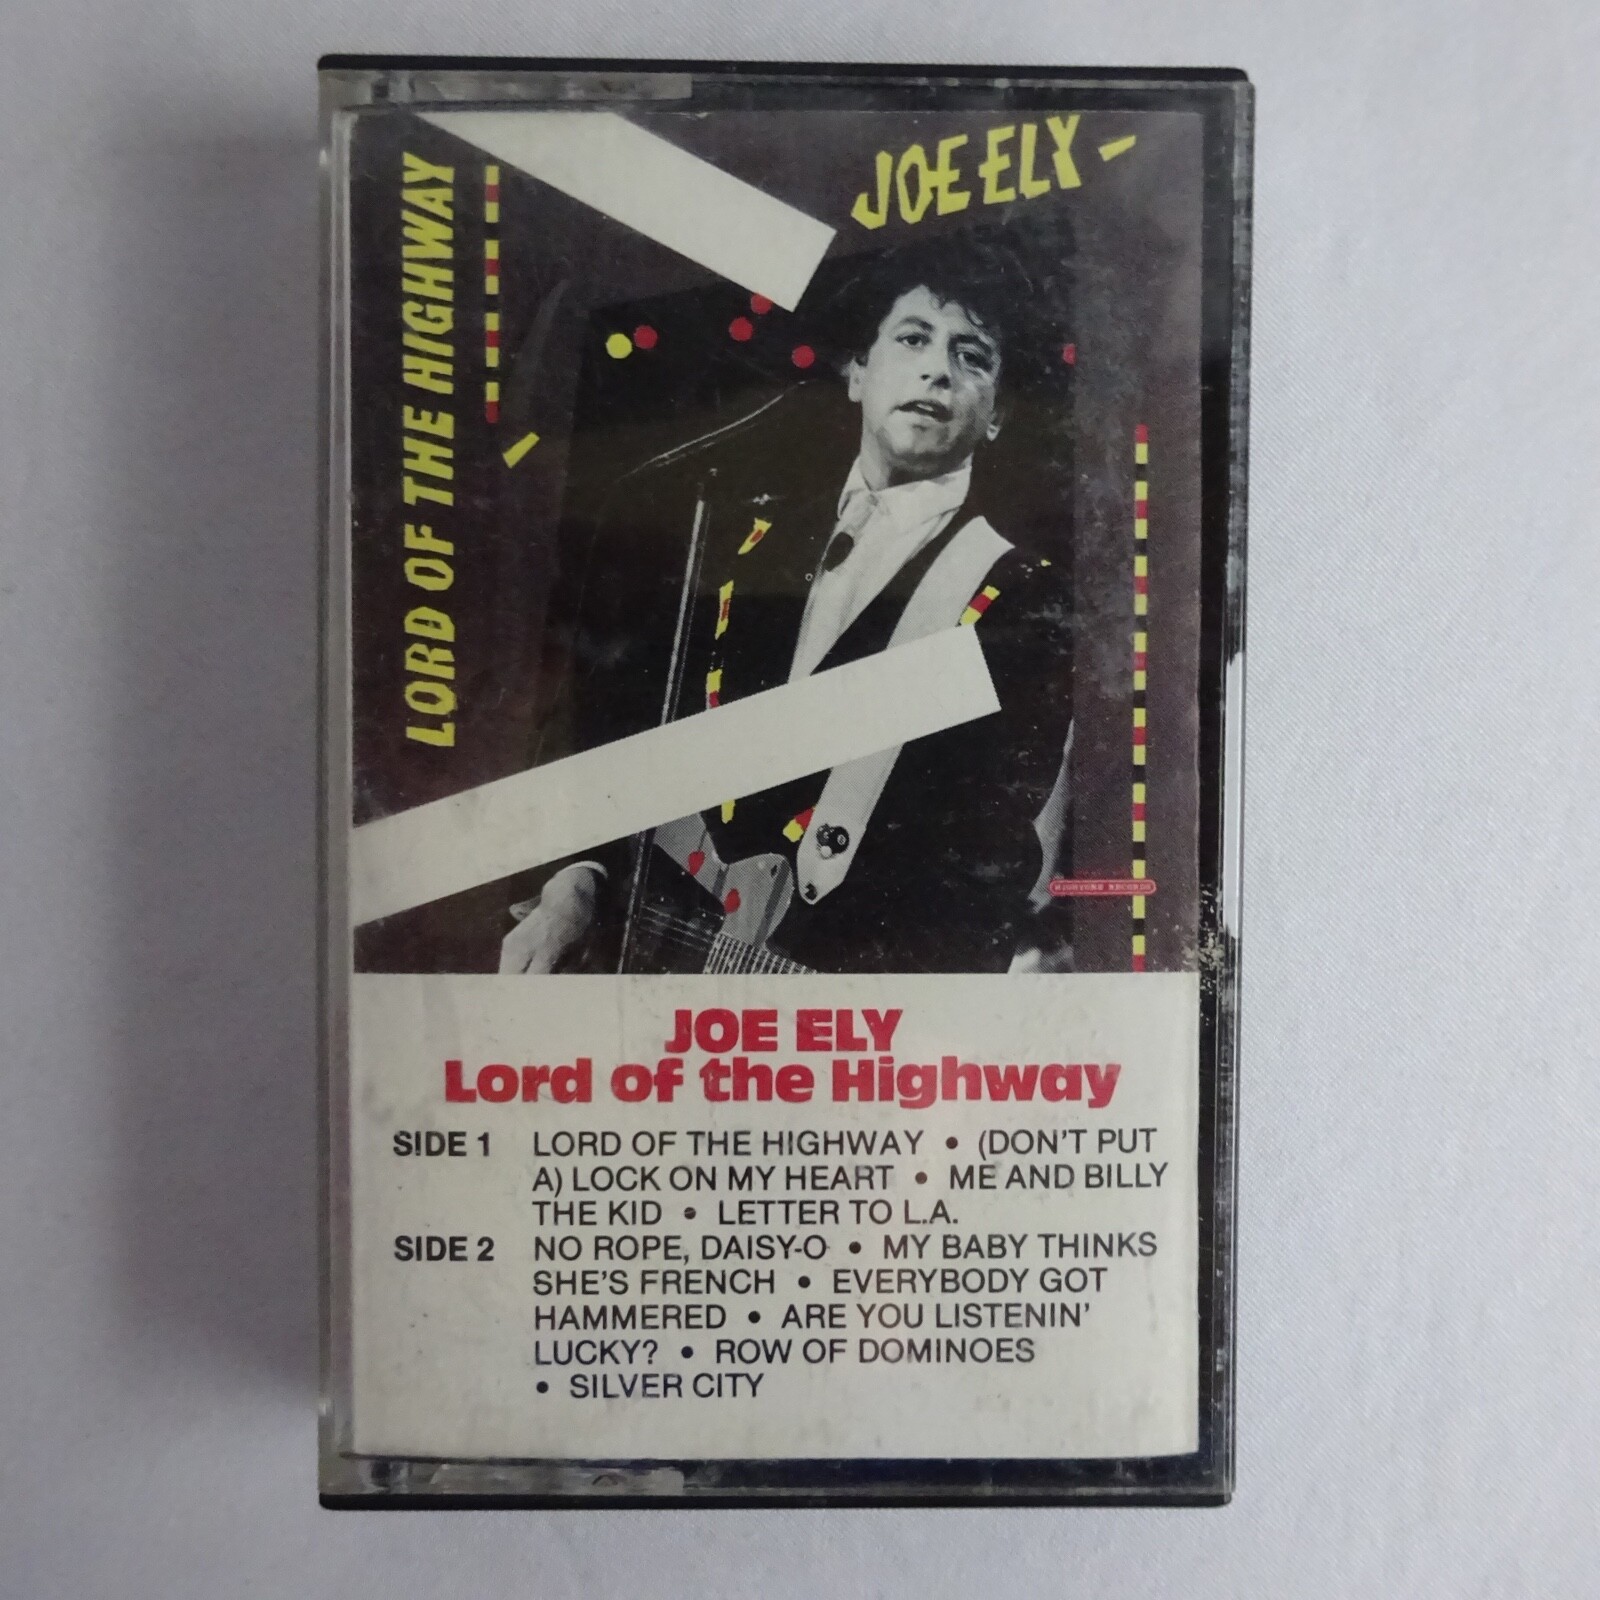 JOE ELY –
LORD OF THE HIGHWAY
HIGHTONE RECORDS
JOE ELY
Lord of the Highway
SIDE 1 LORD OF THE HIGHWAY • (DON'T PUT
A) LOCK ON MY HEART • ME AND BILLY
THE KID • LETTER TO L.A.
SIDE 2 NO ROPE, DAISY-O • MY BABY THINKS
SHE'S FRENCH • EVERYBODY GOT
HAMMERED • ARE YOU LISTENIN'
LUCKY? • ROW OF DOMINOES
• SILVER CITY